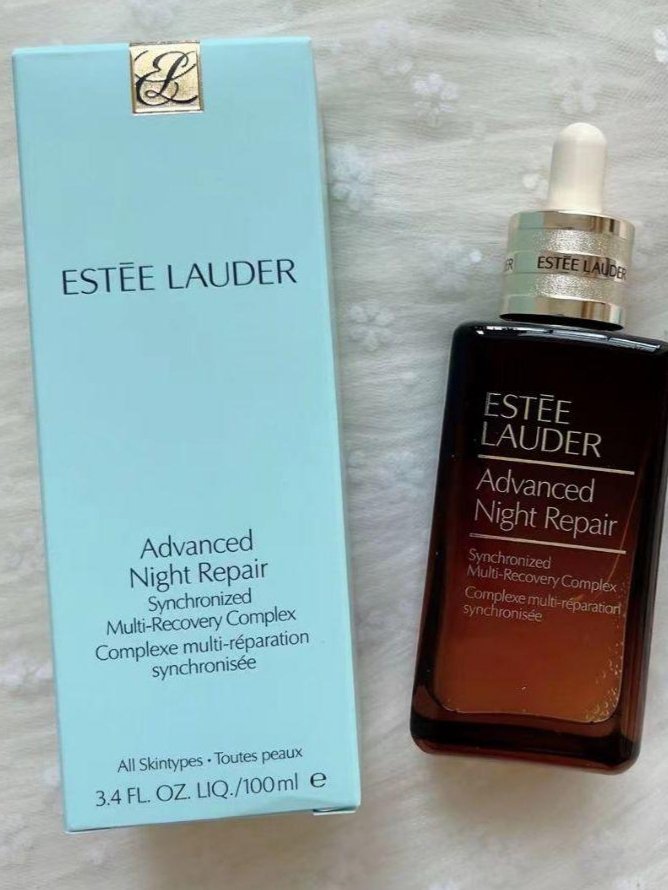 EL
ESTĒE LAUDER
Advanced
Night Repair
Synchronized
Multi-Recovery Complex
Complexe multi-réparation
synchronisée
All Skintypes • Toutes peaux
3.4 FL. OZ. LIQ./100ml ℮
ER ESTĒE LAUDER
ESTĒE
LAUDER
Advanced
Night Repair
Synchronized
Multi-Recovery Complex
Complexe multi-réparation
synchronisée